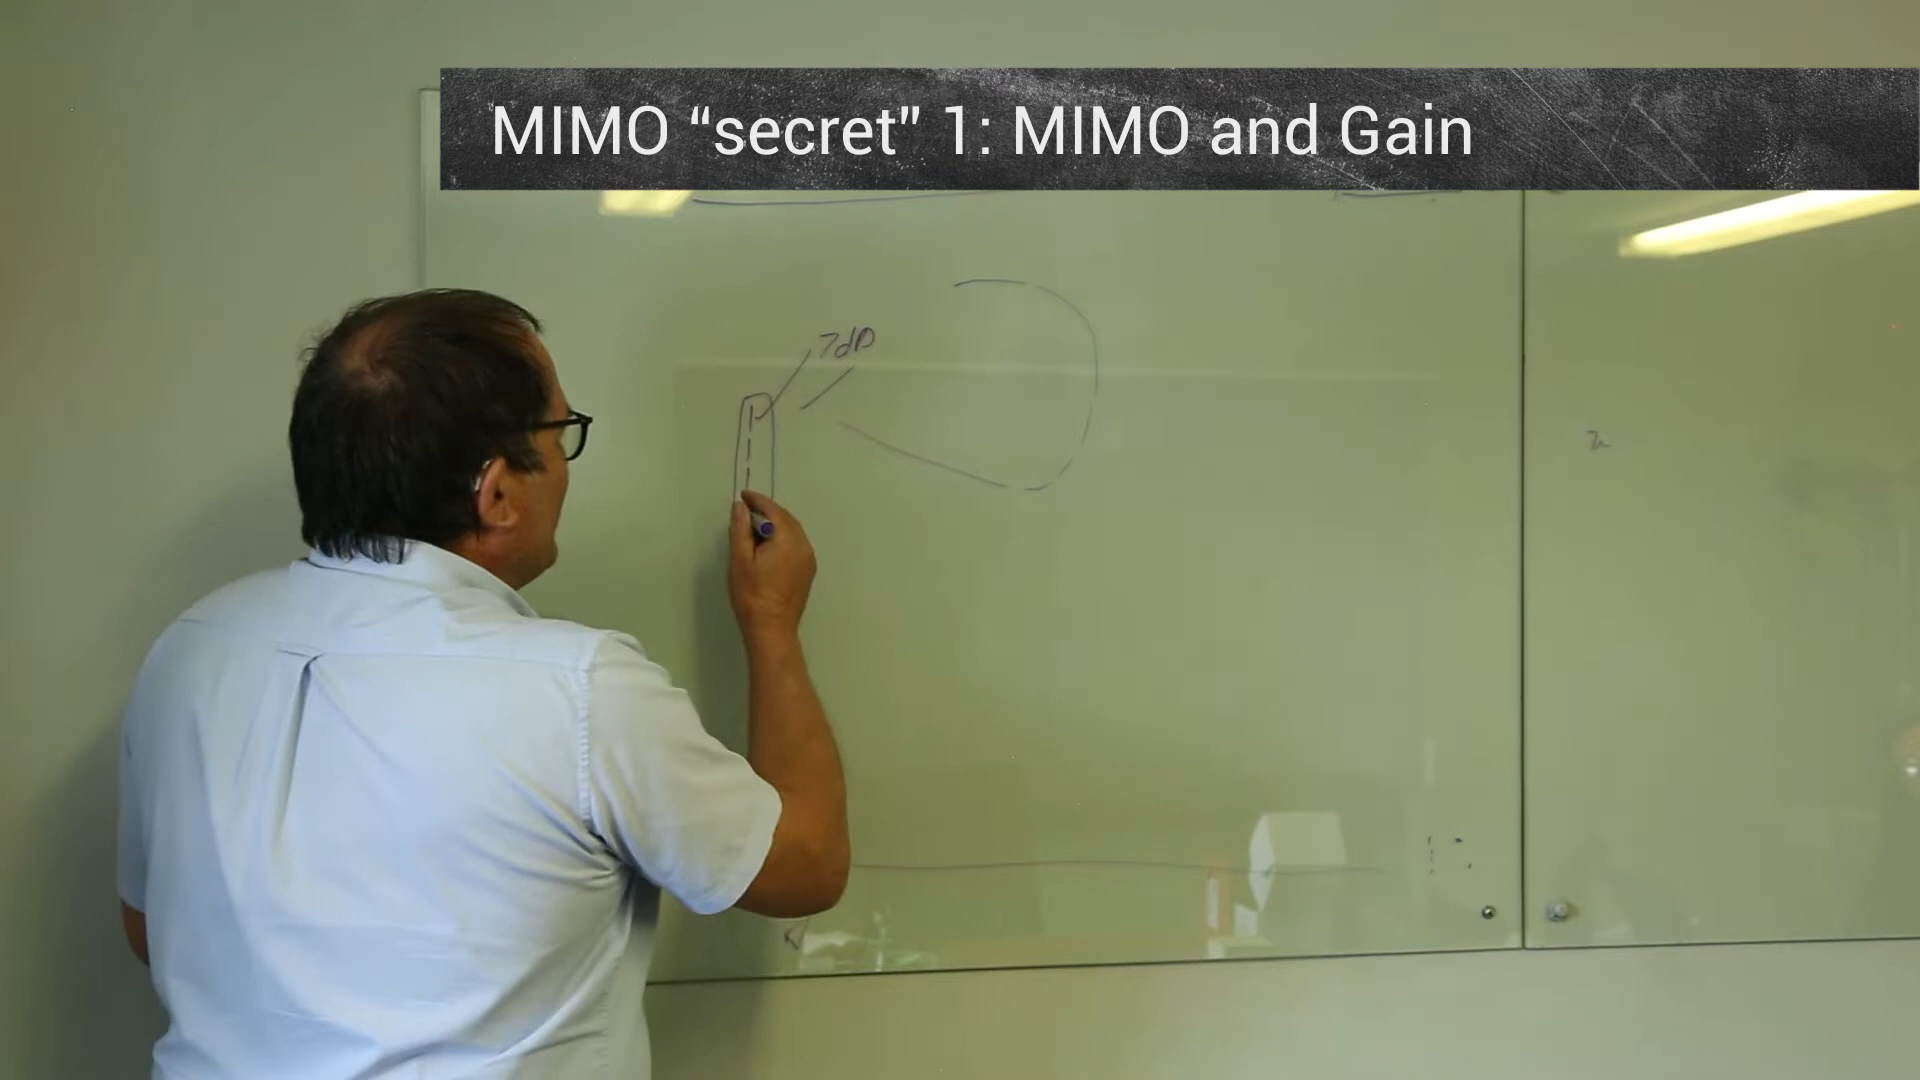 MIMO “secret” 1: MIMO and Gain
7dB